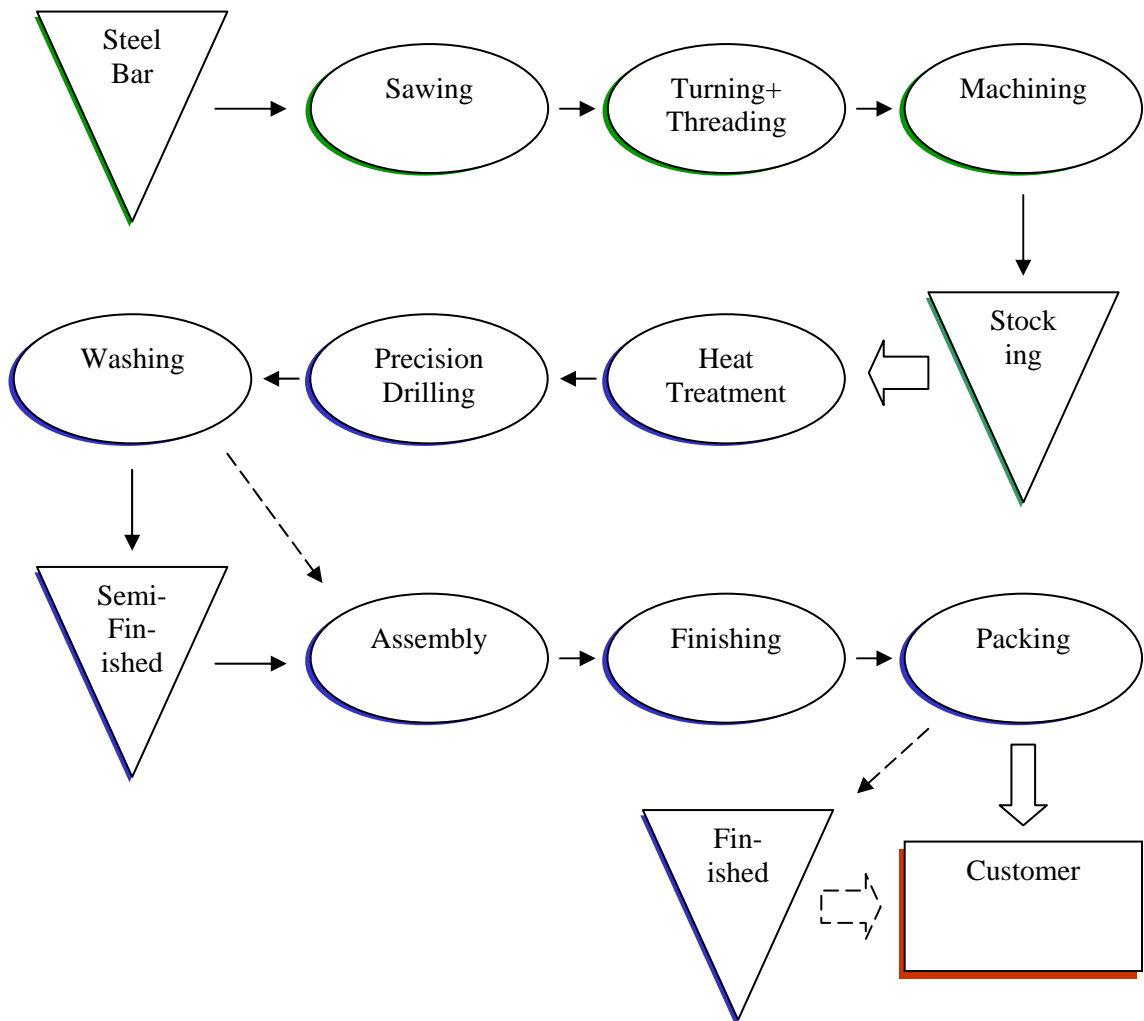 Steel
Bar
Sawing
Turning+
Threading
Machining
Stock
ing
Heat
Treatment
Precision
Drilling
Washing
Semi-
Fin-
ished
Assembly
Finishing
Packing
Fin-
ished
Customer